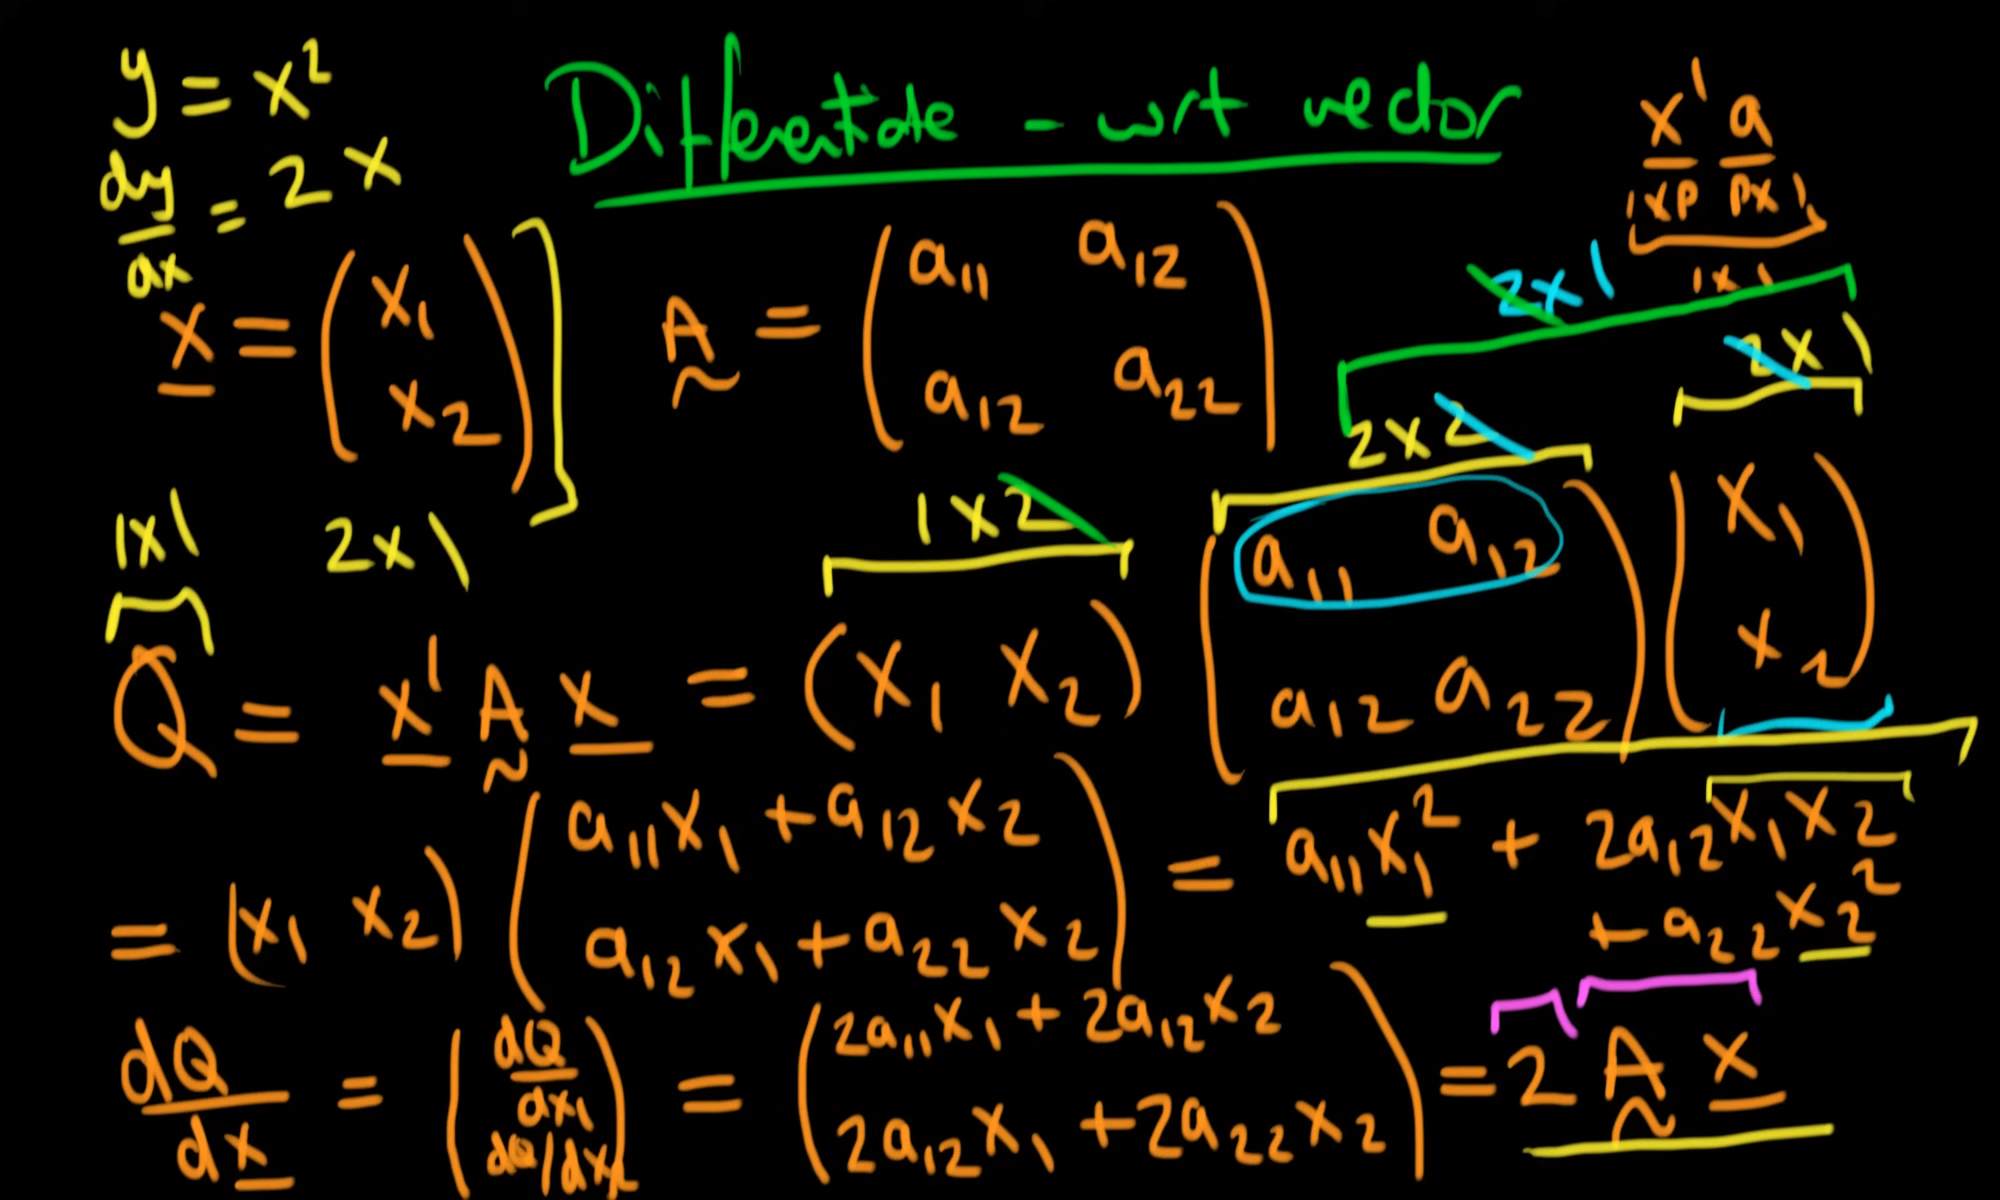 y = x²
dy/dx = 2x
Differentiate - wrt vector
x' a
1xp px1
1x1
x = (x₁ x₂)
A = (a₁₁ a₁₂
a₁₂ a₂₂)
2x1
2x1
2x2
2x1
1x2
1x1
Q = x' A x = (x₁ x₂) (a₁₁ a₁₂
a₁₂ a₂₂) (x₁
x₂)
= (x₁ x₂) (a₁₁x₁ + a₁₂x₂
a₁₂x₁ + a₂₂x₂) = a₁₁x₁² + 2a₁₂x₁x₂
+ a₂₂x₂²
dQ/dx = (dQ/dx₁
dQ/dx₂) = (2a₁₁x₁ + 2a₁₂x₂
2a₁₂x₁ + 2a₂₂x₂) = 2 A x